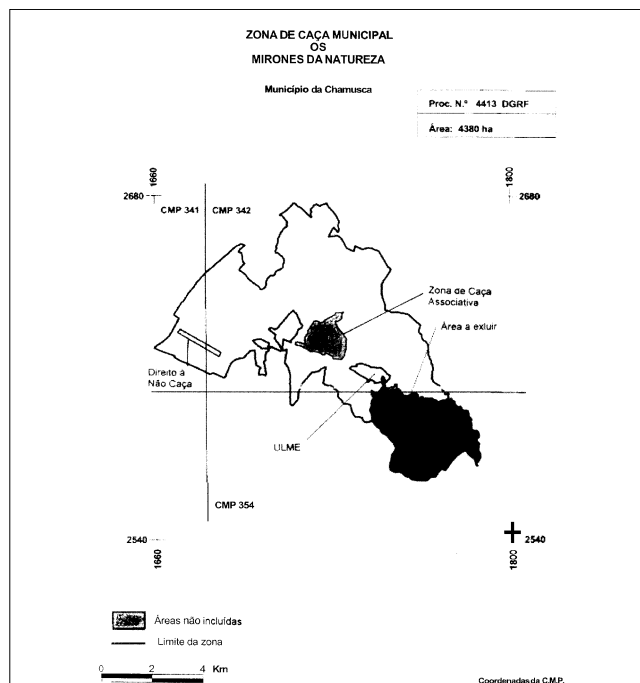 ZONA DE CAÇA MUNICIPAL
OS
MIRONES DA NATUREZA
Município da Chamusca
Proc. N.º 4413 DGRF
Área: 4380 ha
1660
1800
2680
2680
CMP 341
CMP 342
Zona de Caça
Associativa
Área a exluir
Direito à
Não Caça
ULME
CMP 354
2540
2540
1660
1800
Áreas não incluídas
Limite da zona
0 2 4 Km
Coordenadas da C.M.P.